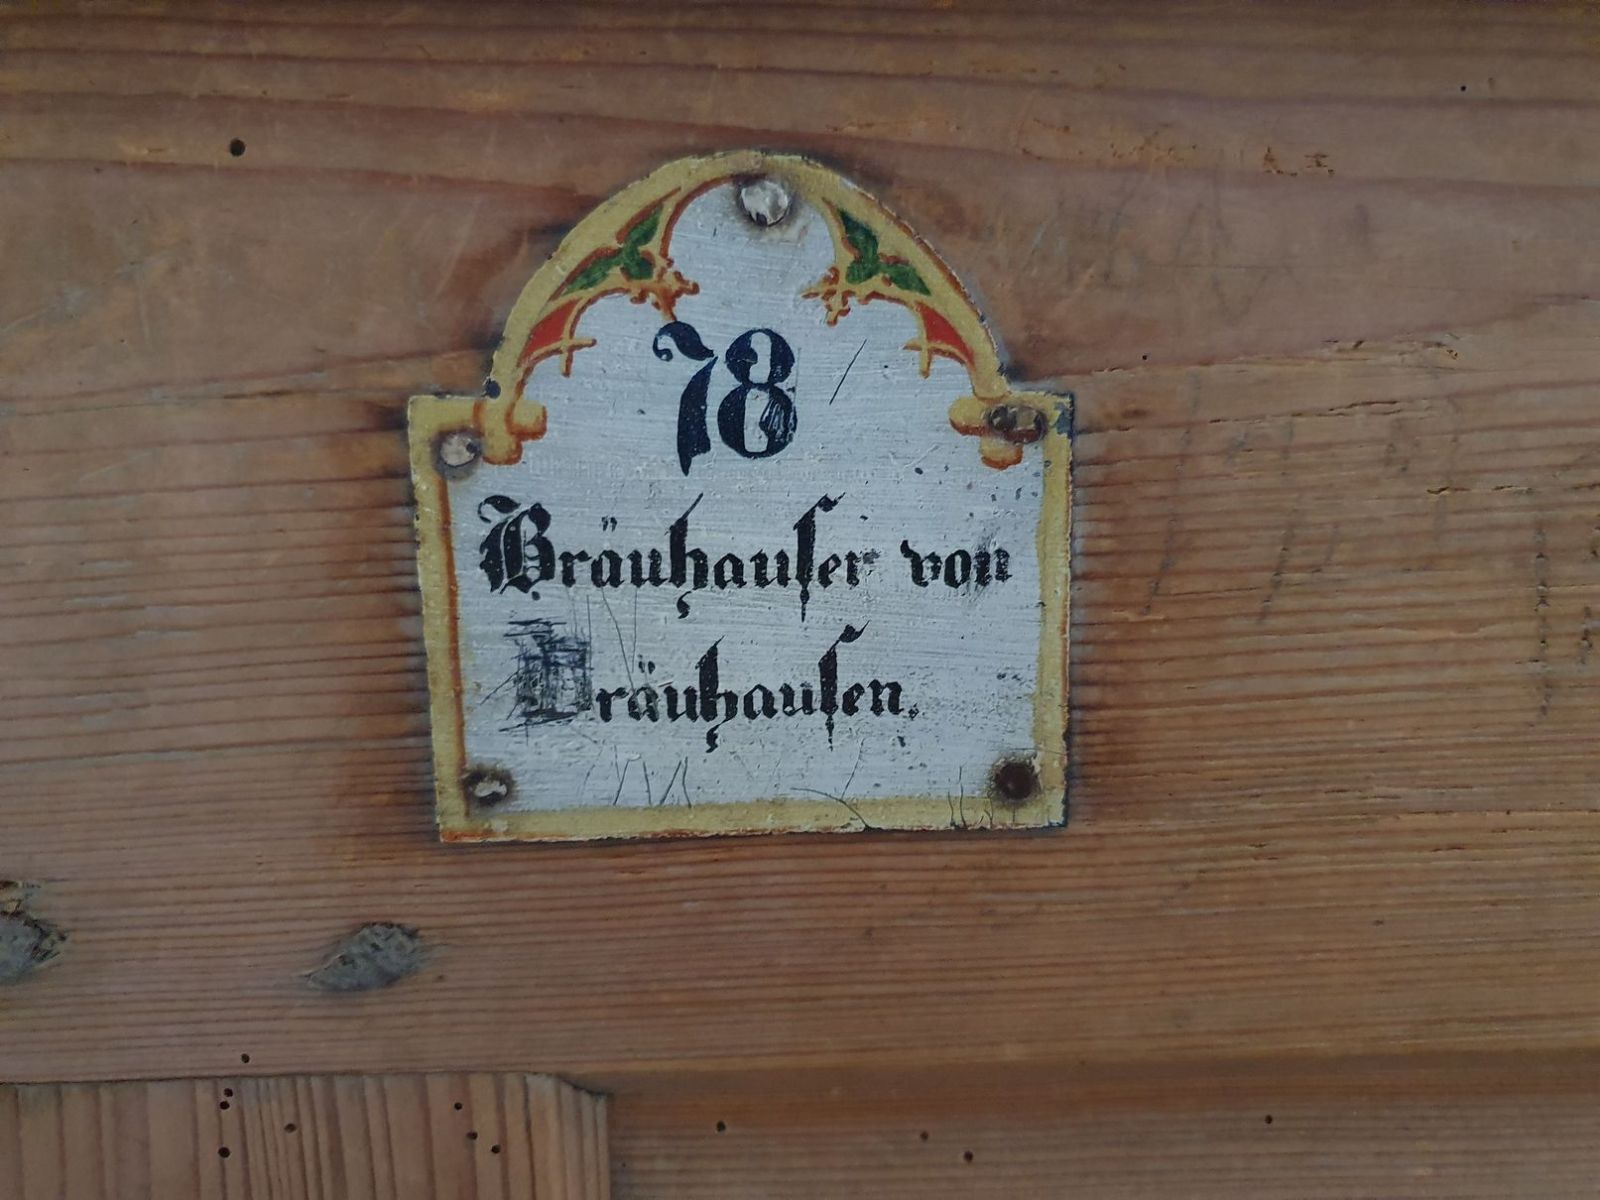 78
Bräuhauser von
Bräuhausen.